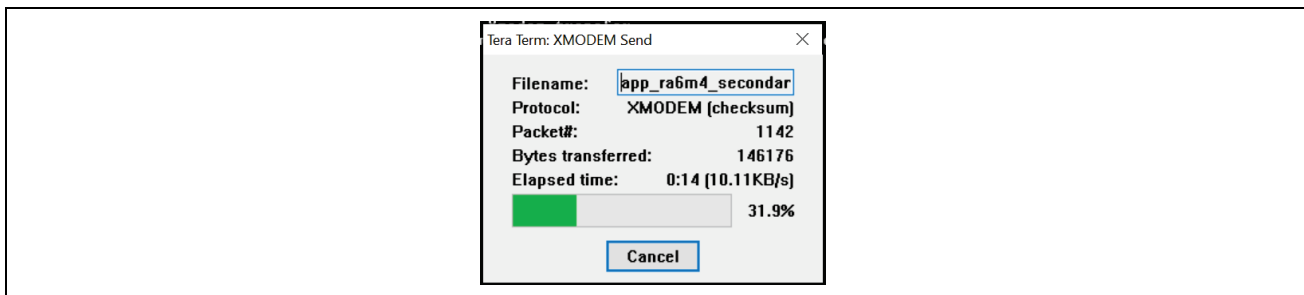 Tera Term: XMODEM Send
Filename: app_ra6m4_secondar
Protocol: XMODEM (checksum)
Packet#: 1142
Bytes transferred: 146176
Elapsed time: 0:14 (10.11KB/s)
31.9%
Cancel